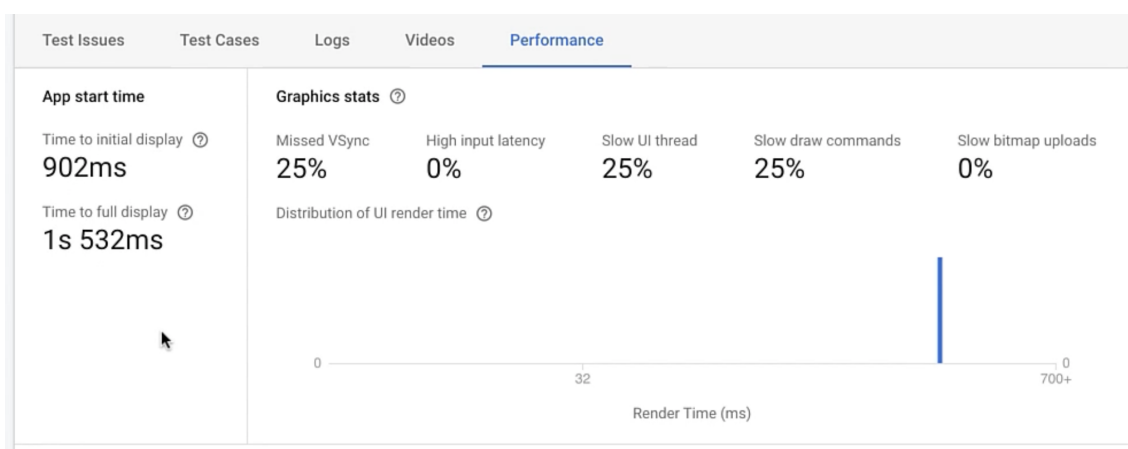 Test Issues Test Cases Logs Videos Performance
App start time
Time to initial display ?
902ms
Time to full display ?
1s 532ms
Graphics stats ?
Missed VSync High input latency Slow UI thread Slow draw commands Slow bitmap uploads
25% 0% 25% 25% 0%
Distribution of UI render time ?
0 0
32 700+
Render Time (ms)